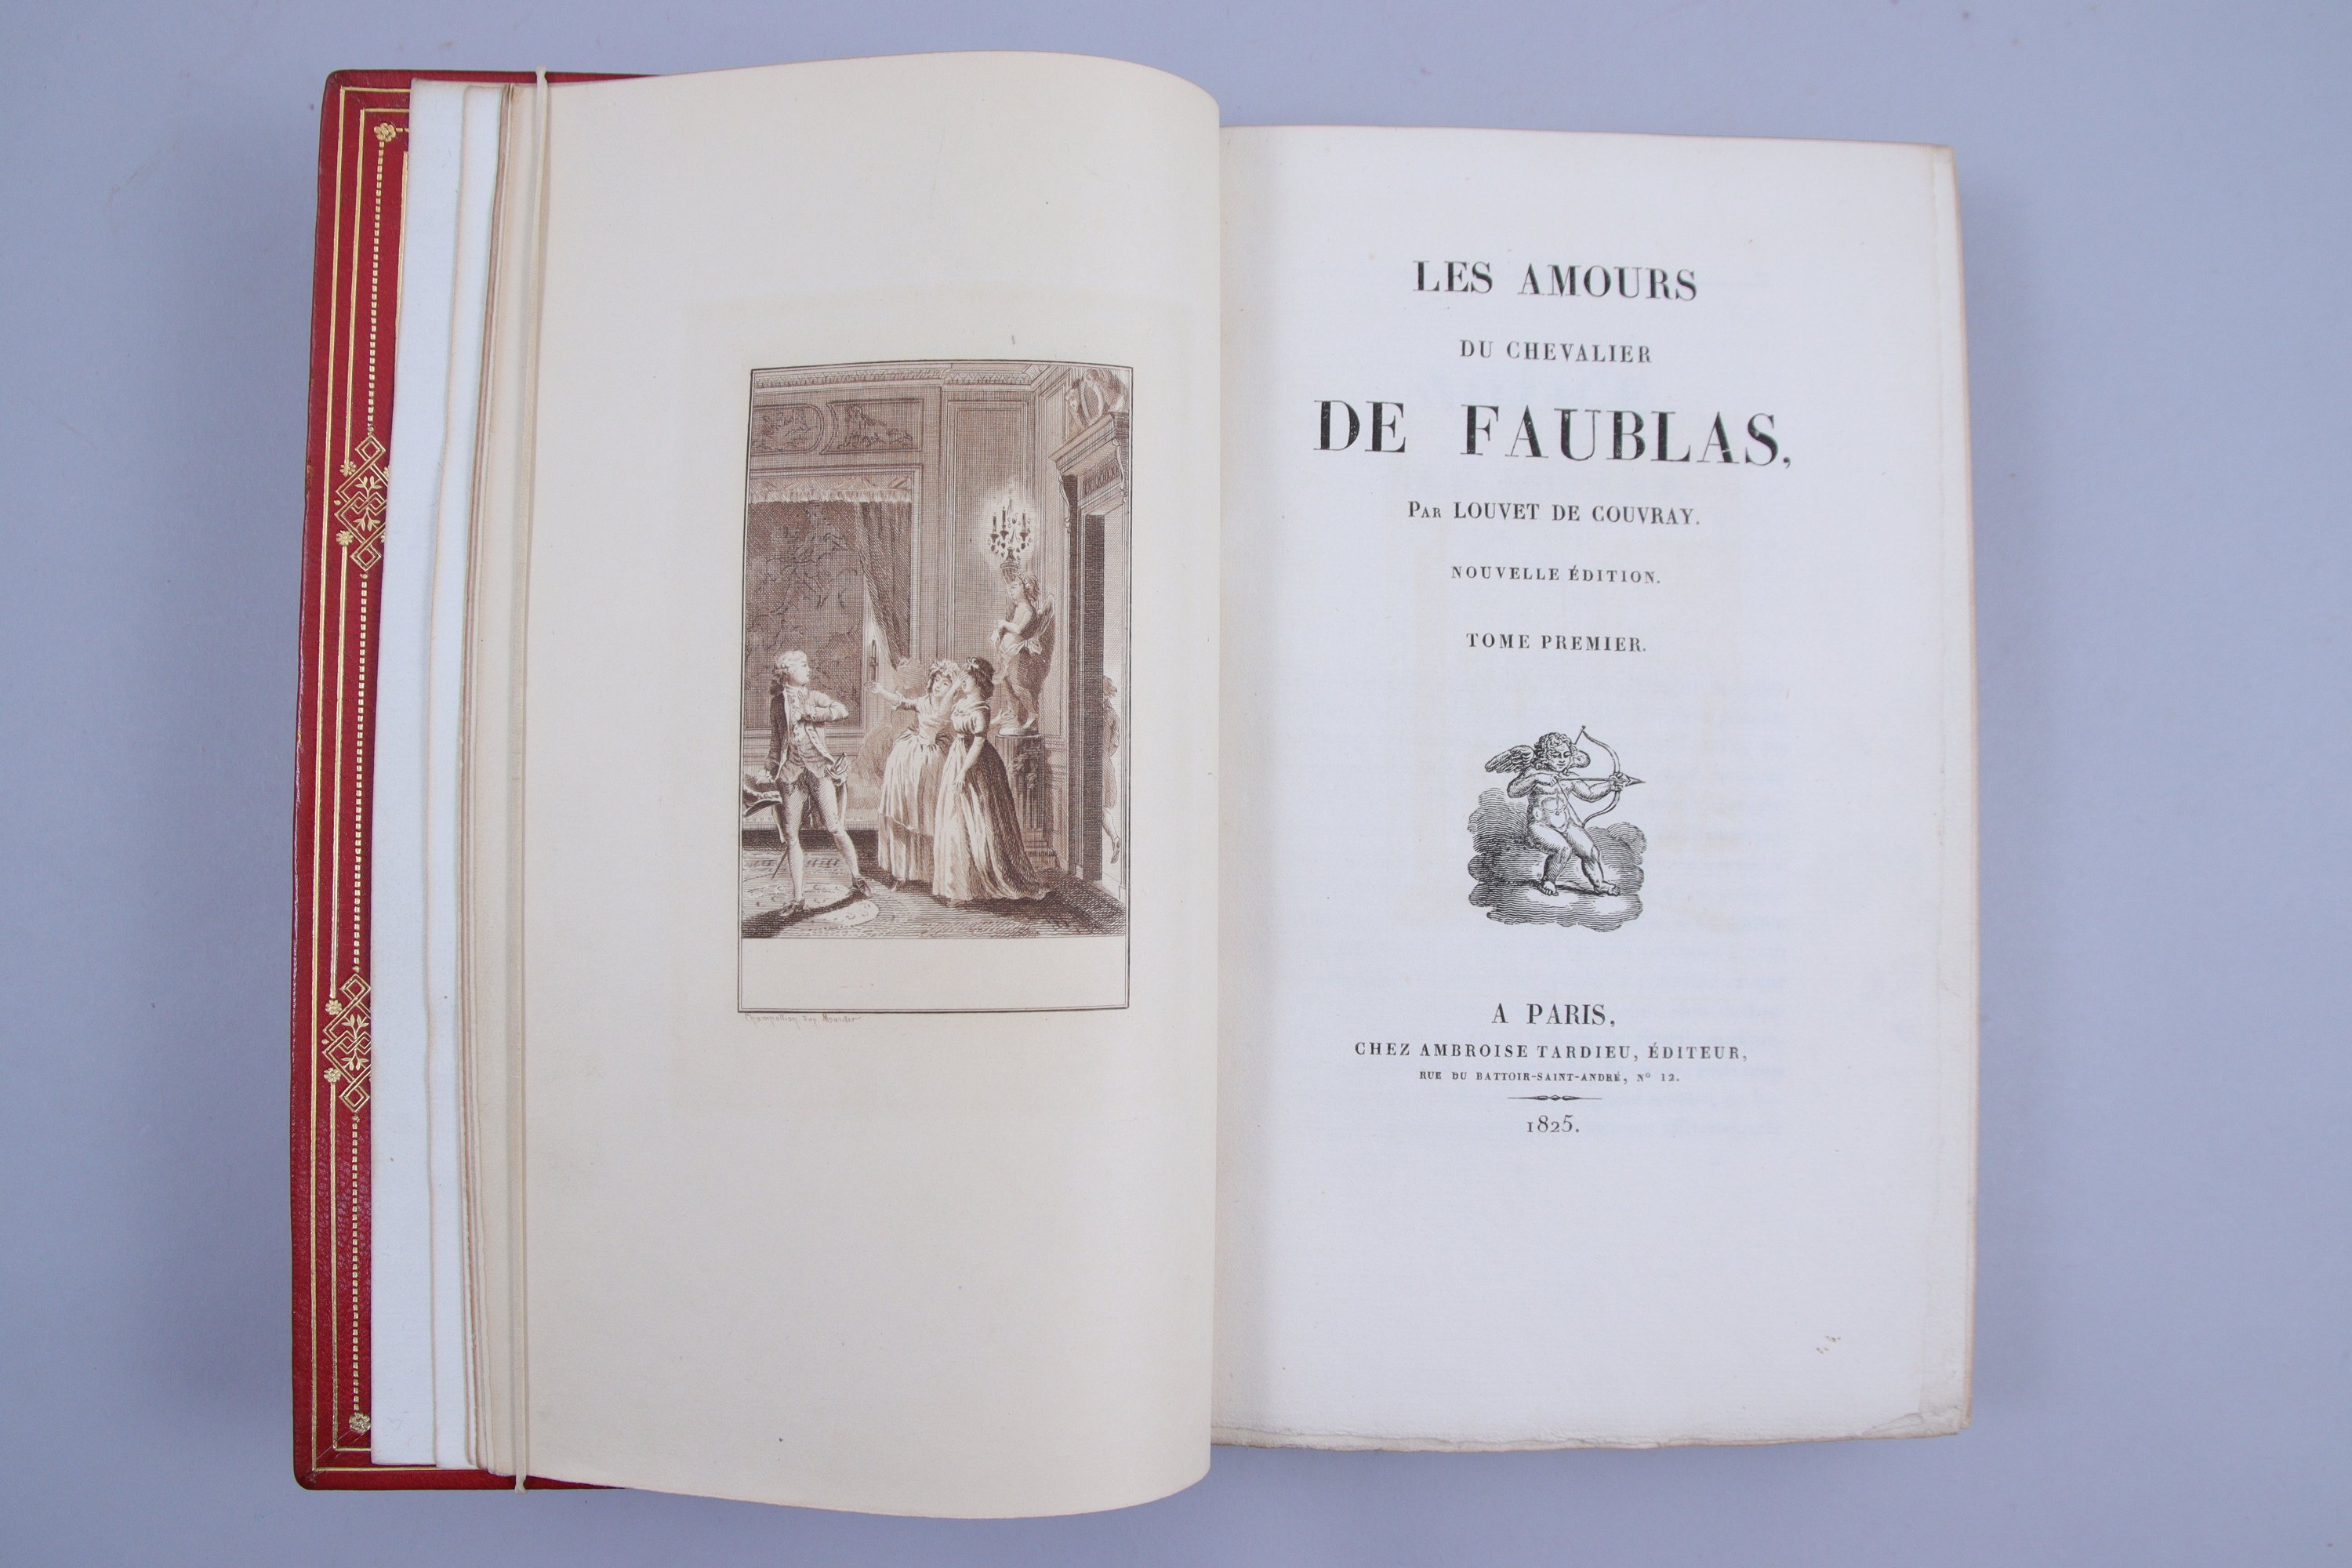 LES AMOURS
DU CHEVALIER
DE FAUBLAS,
PAR LOUVET DE COUVRAY.
NOUVELLE ÉDITION.
TOME PREMIER.
A PARIS,
CHEZ AMBROISE TARDIEU, ÉDITEUR,
RUE DU BATTOIR-SAINT-ANDRÉ, N° 12.
1825.